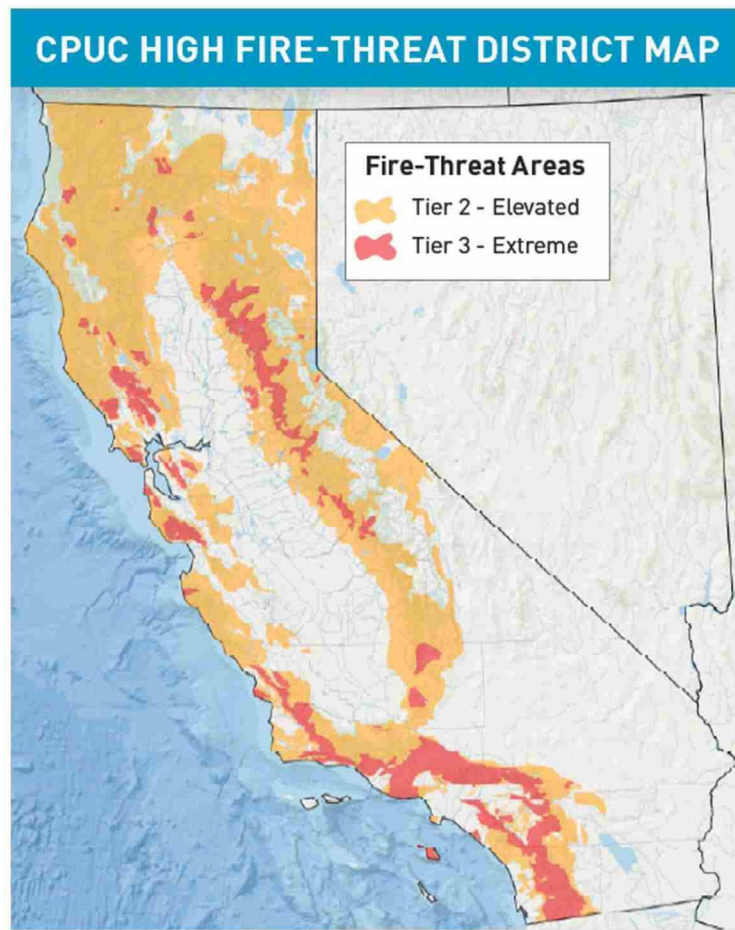 CPUC HIGH FIRE-THREAT DISTRICT MAP
Fire-Threat Areas
Tier 2 - Elevated
Tier 3 - Extreme